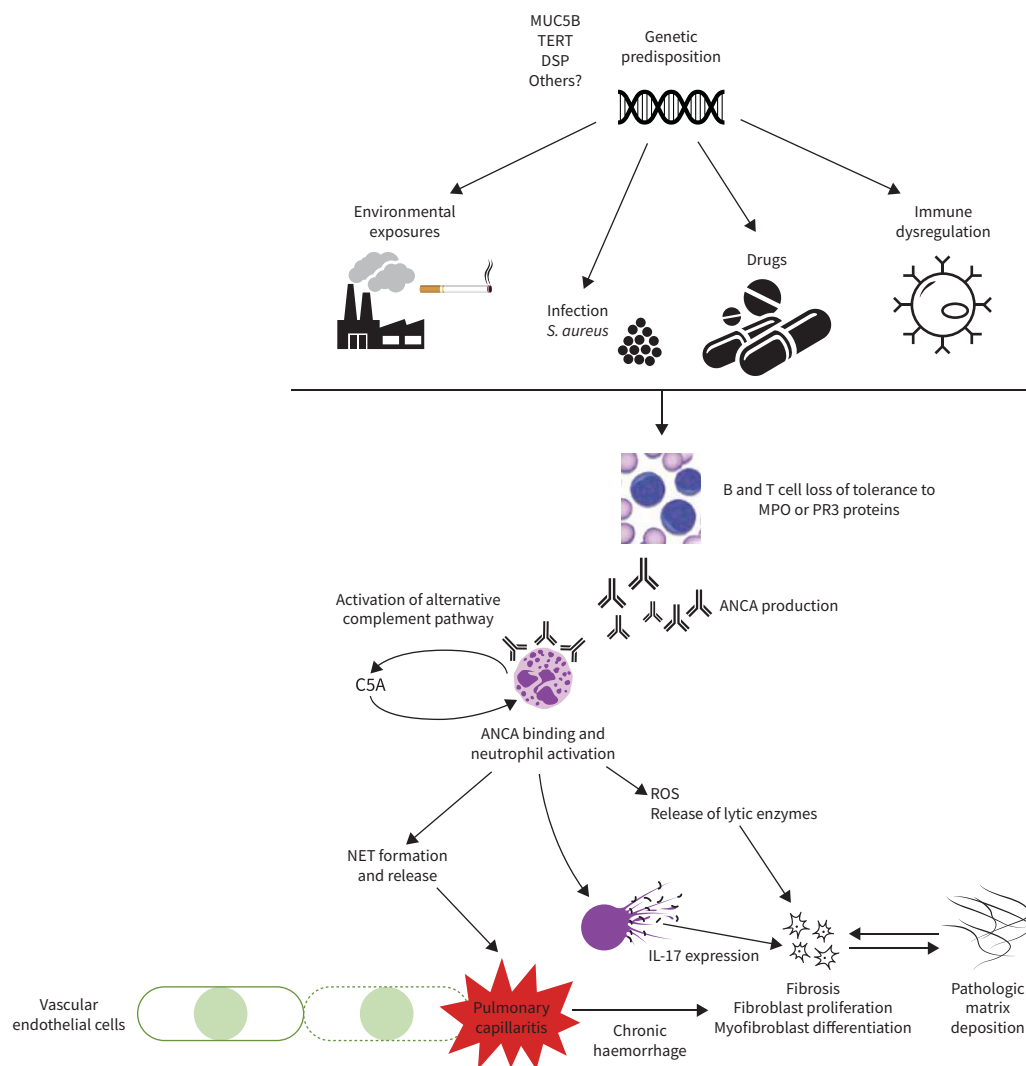 MUC5B
TERT
DSP
Others?
Genetic
predisposition
Environmental
exposures
Infection
S. aureus
Drugs
Immune
dysregulation
B and T cell loss of tolerance to
MPO or PR3 proteins
ANCA production
Activation of alternative
complement pathway
C5A
ANCA binding and
neutrophil activation
ROS
Release of lytic enzymes
NET formation
and release
IL-17 expression
Vascular
endothelial cells
Pulmonary
capillaritis
Chronic
haemorrhage
Fibrosis
Fibroblast proliferation
Myofibroblast differentiation
Pathologic
matrix
deposition